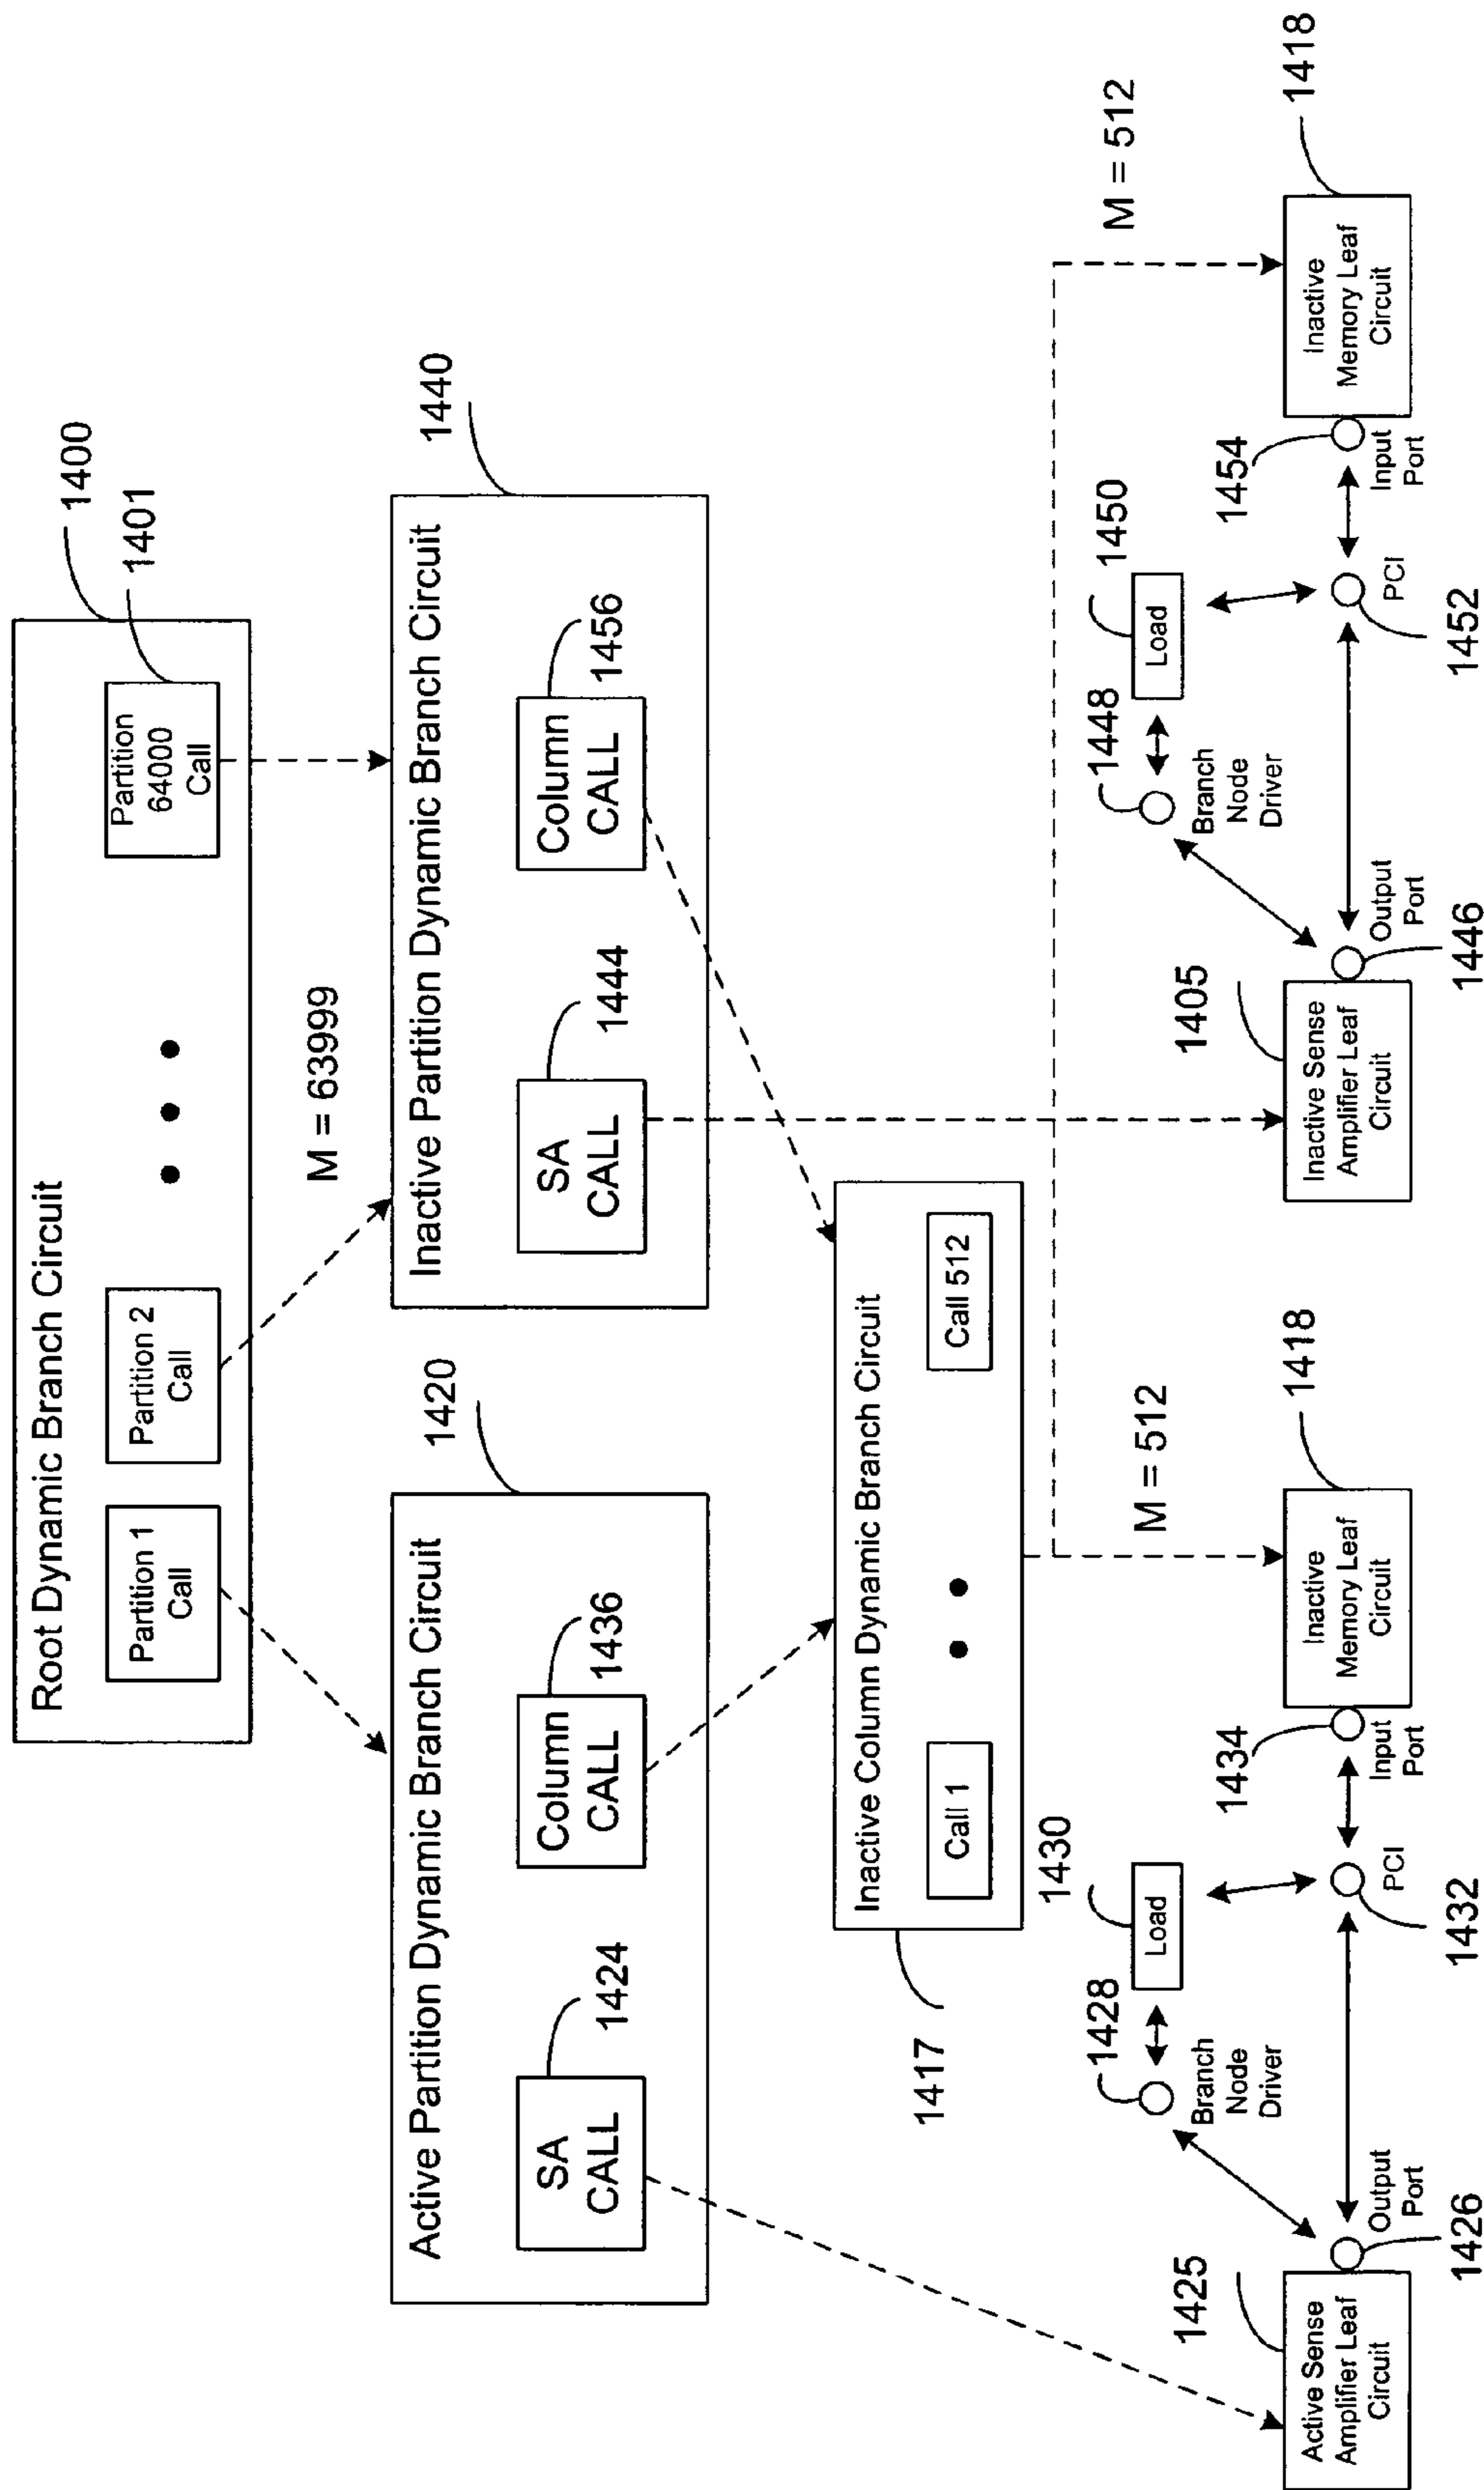 Root Dynamic Branch Circuit
1400
Partition 1
Call
Partition 2
Call
Partition
64000
Call
1401
M = 63999
1420
Active Partition Dynamic Branch Circuit
SA
CALL
1424
Column
CALL
1436
1440
Inactive Partition Dynamic Branch Circuit
SA
CALL
1444
Column
CALL
1456
Inactive Column Dynamic Branch Circuit
Call 1
Call 512
1417
M = 512
M = 512
1425
Active Sense
Amplifier Leaf
Circuit
Output
Port
1426
1428
Branch
Node
Driver
1430
Load
PCI
1432
1434
Input
Port
Inactive
Memory Leaf
Circuit
1418
1405
Inactive Sense
Amplifier Leaf
Circuit
Output
Port
1446
1448
Branch
Node
Driver
1450
Load
PCI
1452
1454
Input
Port
Inactive
Memory Leaf
Circuit
1418